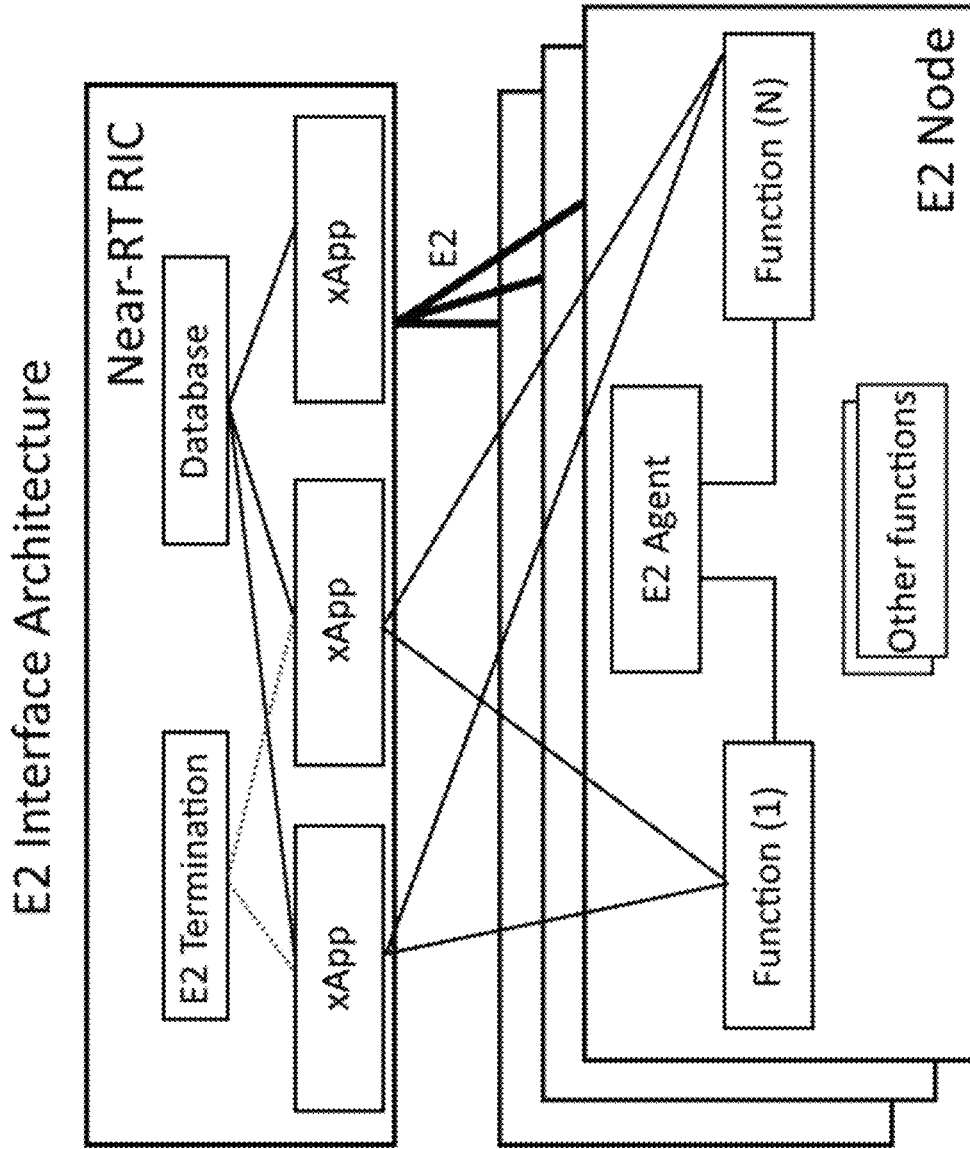 E2 Interface Architecture
Near-RT RIC
E2 Termination
Database
xApp
xApp
xApp
E2
E2 Agent
Function (1)
Function (N)
Other functions
E2 Node